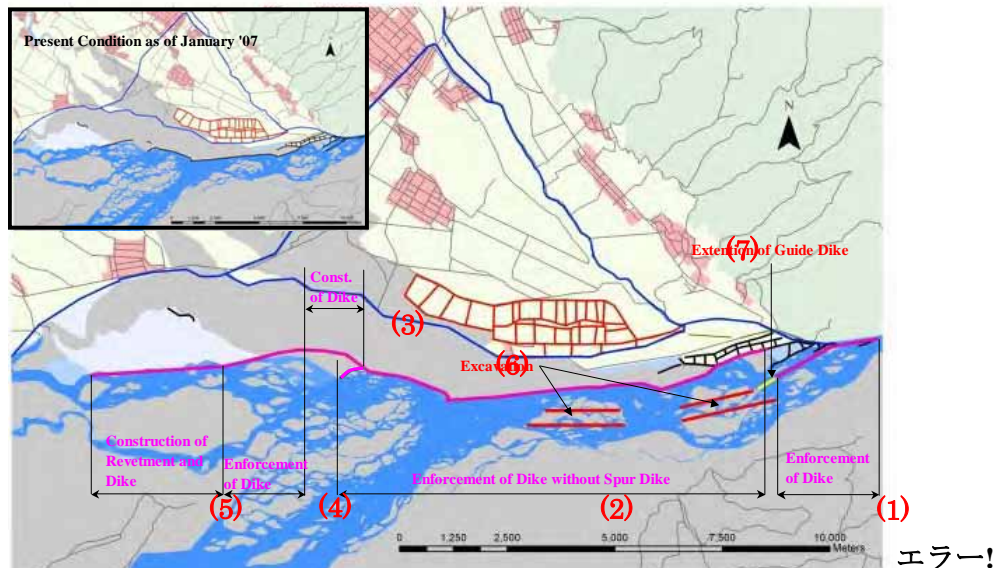 Present Condition as of January '07
N
(7)
Extention of Guide Dike
Const.
of Dike
(3)
(6)
Excavation
Construction of
Revetment and
Dike
Enforcement
of Dike
Enforcement of Dike without Spur Dike
Enforcement
of Dike
(5)
(4)
(2)
(1)
0 1,250 2,500 5,000 7,500 10,000
Meters
エラー!